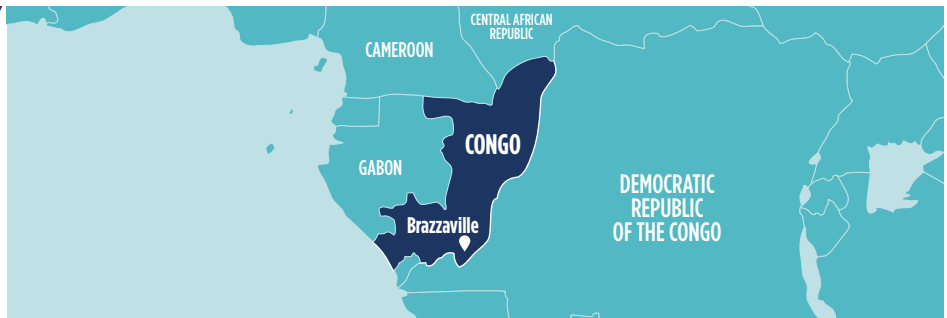 CENTRAL AFRICAN
REPUBLIC
CAMEROON
CONGO
GABON
DEMOCRATIC
REPUBLIC
OF THE CONGO
Brazzaville